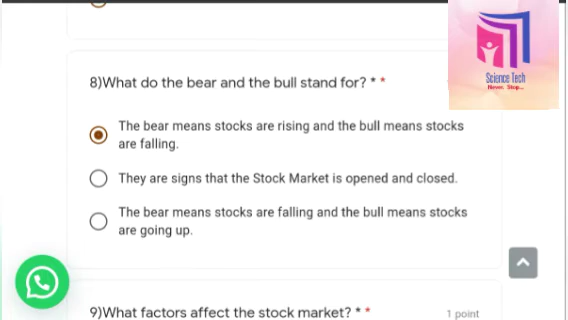 Science Tech
Never. Stop...
8)What do the bear and the bull stand for? * *
The bear means stocks are rising and the bull means stocks
are falling.
They are signs that the Stock Market is opened and closed.
The bear means stocks are falling and the bull means stocks
are going up.
9)What factors affect the stock market? * *
1 point